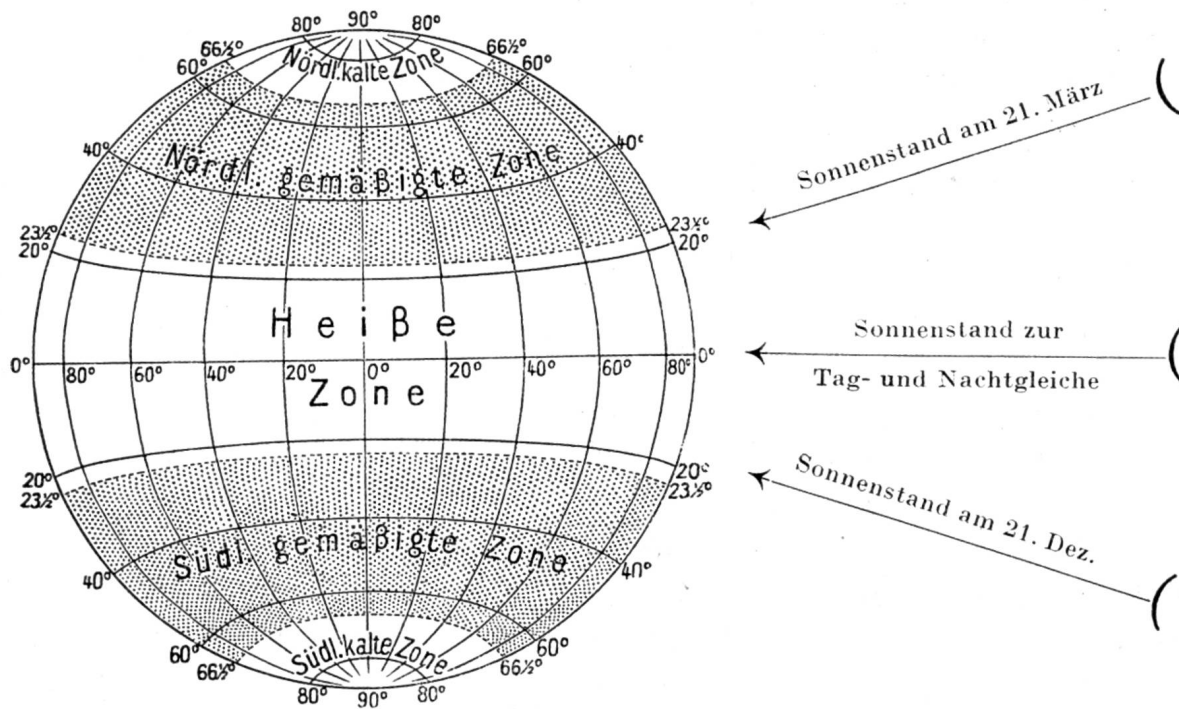 80° 90° 80°
66½° 66½°
60° Nördl. kalte Zone 60°
40° 40°
Nördl. gemäßigte Zone
23½° 23½°
20° 20°
Heiße
0° 80° 60° 40° 20° 0° 20° 40° 60° 80° 0°
Zone
20° 20°
23½° 23½°
Südl. gemäßigte Zone
40° 40°
60° Südl. kalte Zone 60°
66½° 66½°
80° 90° 80°
Sonnenstand am 21. März
Sonnenstand zur
Tag- und Nachtgleiche
Sonnenstand am 21. Dez.